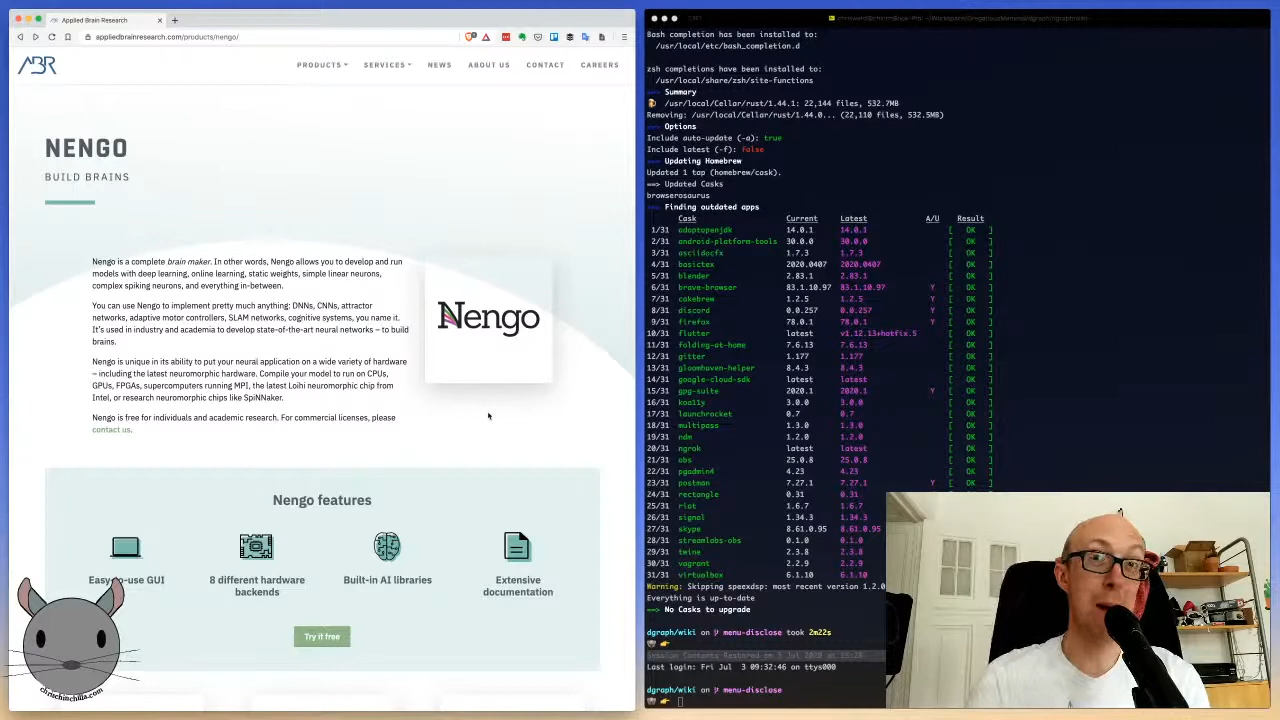 Applied Brain Research
appliedbrainresearch.com/products/nengo/
ABR
PRODUCTS
SERVICES
NEWS
ABOUT US
CONTACT
CAREERS
NENGO
BUILD BRAINS
Nengo is a complete brain maker. In other words, Nengo allows you to develop and run
models with deep learning, online learning, static weights, simple linear neurons,
complex spiking neurons, and everything in-between.
You can use Nengo to implement pretty much anything: DNNs, CNNs, attractor
networks, adaptive motor controllers, SLAM networks, cognitive systems, you name it.
It's used in industry and academia to develop state-of-the-art neural networks – to build
brains.
Nengo is unique in its ability to put your neural application on a wide variety of hardware
– including the latest neuromorphic hardware. Compile your model to run on CPUs,
GPUs, FPGAs, supercomputers running MPI, the latest Loihi neuromorphic chip from
Intel, or research neuromorphic chips like SpiNNaker.
Nengo is free for individuals and academic research. For commercial licenses, please
contact us.
Nengo
Nengo features
Easy-to-use GUI
8 different hardware
backends
Built-in AI libraries
Extensive
documentation
Try it free
chrischinchilla.com
Bash completion has been installed to:
/usr/local/etc/bash_completion.d
zsh completions have been installed to:
/usr/local/share/zsh/site-functions
==> Summary
/usr/local/Cellar/rust/1.44.1: 22,144 files, 532.7MB
Removing: /usr/local/Cellar/rust/1.44.0... (22,110 files, 532.5MB)
==> Options
Include auto-update (-a): true
Include latest (-f): false
==> Updating Homebrew
Updated 1 tap (homebrew/cask).
==> Updated Casks
browserosaurus
==> Finding outdated apps
Cask Current Latest A/U Result
1/31 adoptopenjdk 14.0.1 14.0.1 [ OK ]
2/31 android-platform-tools 30.0.0 30.0.0 [ OK ]
3/31 asciidocfx 1.7.3 1.7.3 [ OK ]
4/31 basictex 2020.0407 2020.0407 [ OK ]
5/31 blender 2.83.1 2.83.1 [ OK ]
6/31 brave-browser 83.1.10.97 83.1.10.97 Y [ OK ]
7/31 cakebrew 1.2.5 1.2.5 Y [ OK ]
8/31 discord 0.0.257 0.0.257 Y [ OK ]
9/31 firefox 78.0.1 78.0.1 Y [ OK ]
10/31 flutter latest v1.12.13+hotfix.5 [ OK ]
11/31 folding-at-home 7.6.13 7.6.13 [ OK ]
12/31 gitter 1.177 1.177 [ OK ]
13/31 gloomhaven-helper 8.4.3 8.4.3 [ OK ]
14/31 google-cloud-sdk latest latest [ OK ]
15/31 gpg-suite 2020.1 2020.1 Y [ OK ]
16/31 koa11y 3.0.0 3.0.0 [ OK ]
17/31 launchrocket 0.7 0.7 [ OK ]
18/31 multipass 1.3.0 1.3.0 [ OK ]
19/31 ndm 1.2.0 1.2.0 [ OK ]
20/31 ngrok latest latest [ OK ]
21/31 obs 25.0.8 25.0.8 [ OK ]
22/31 pgadmin4 4.23 4.23 [ OK ]
23/31 postman 7.27.1 7.27.1 Y [ OK ]
24/31 rectangle 0.31 0.31
25/31 riot 1.6.7 1.6.7
26/31 signal 1.34.3 1.34.3
27/31 skype 8.61.0.95 8.61.0.95
28/31 streamlabs-obs 0.1.0 0.1.0
29/31 twine 2.3.8 2.3.8
30/31 vagrant 2.2.9 2.2.9
31/31 virtualbox 6.1.10 6.1.10
Warning: Skipping speexdsp: most recent version 1.2.0
Everything is up-to-date
==> No Casks to upgrade
dgraph/wiki on menu-disclose took 2m22s
Last login: Fri Jul 3 09:32:46 on ttys000
dgraph/wiki on menu-disclose